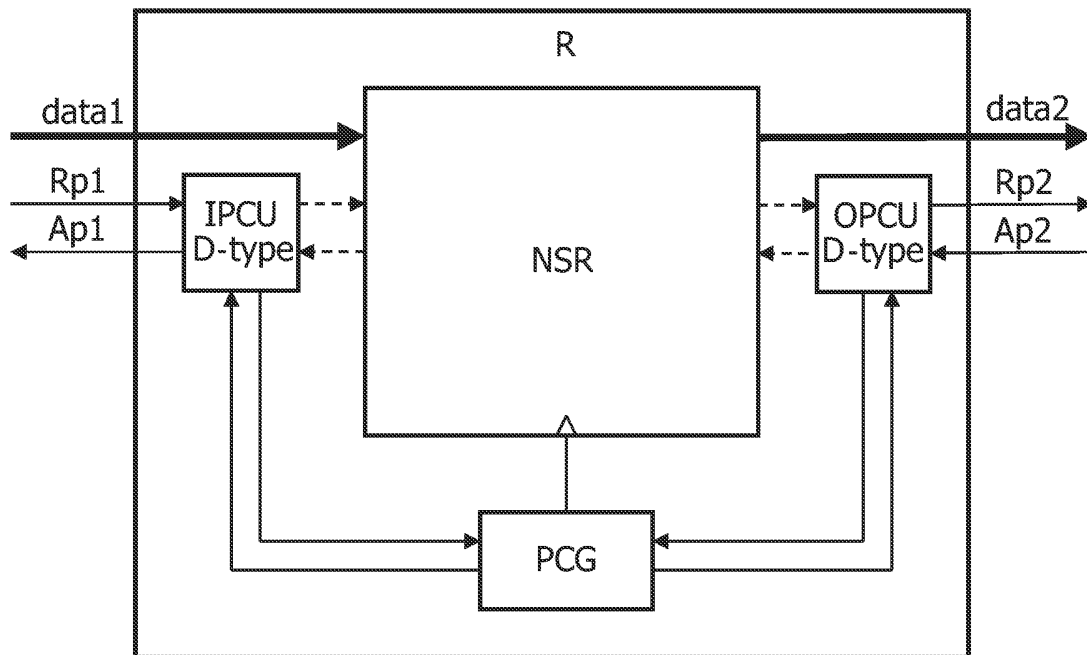 R
data1
data2
Rp1
Rp2
IPCU
D-type
OPCU
D-type
Ap1
Ap2
NSR
PCG